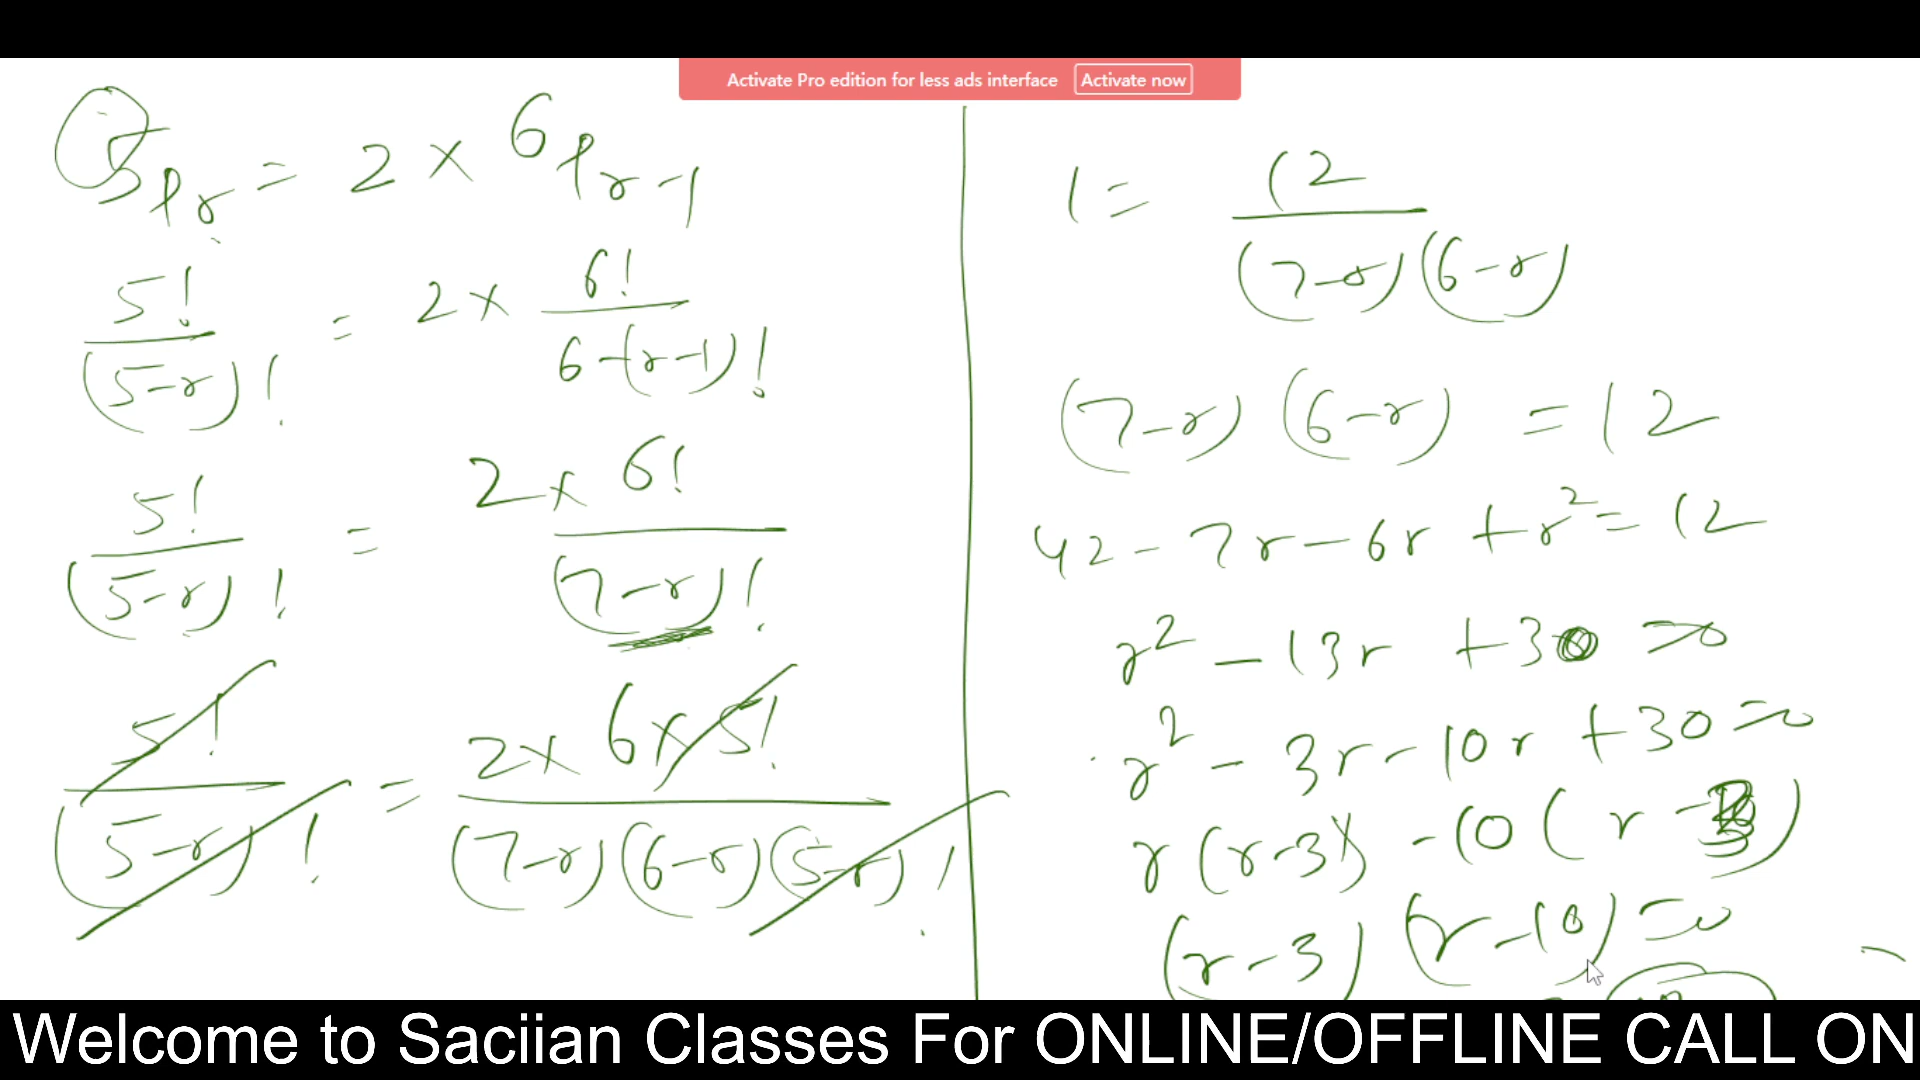 Activate Pro edition for less ads interface Activate now
5Pr = 2 × 6Pr-1
5!/(5-r)! = 2 × 6!/6-(r-1)!
5!/(5-r)! = 2 × 6!/(7-r)!
5!/(5-r)! = 2 × 6 × 5!/(7-r)(6-r)(5-r)!
1 = 12/(7-r)(6-r)
(7-r) (6-r) = 12
42 - 7r - 6r + r² = 12
r² - 13r + 30 = 0
r² - 3r - 10r + 30 = 0
r (r-3) - 10 (r - 3)
(r-3) (r-10) = 0
Welcome to Saciian Classes For ONLINE/OFFLINE CALL ON